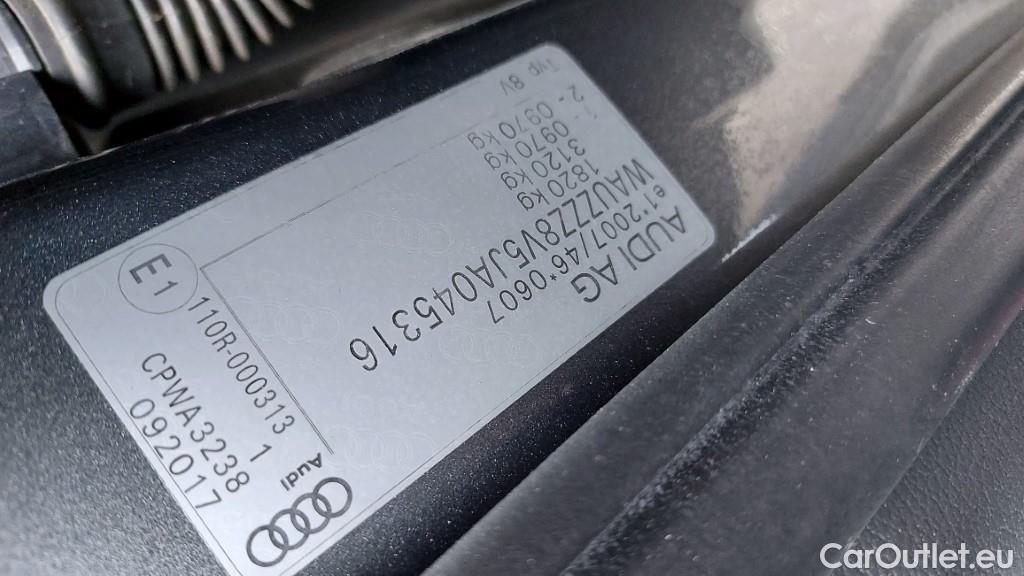 AUDI AG
e1*2007/46*0607
WAUZZZ8V5JA045316
1820 kg
3120 kg
1- 0970 kg
2- 0970 kg
Typ 8V
E1
110R-000313
1
CPWA3238
092017
Audi
CarOutlet.eu